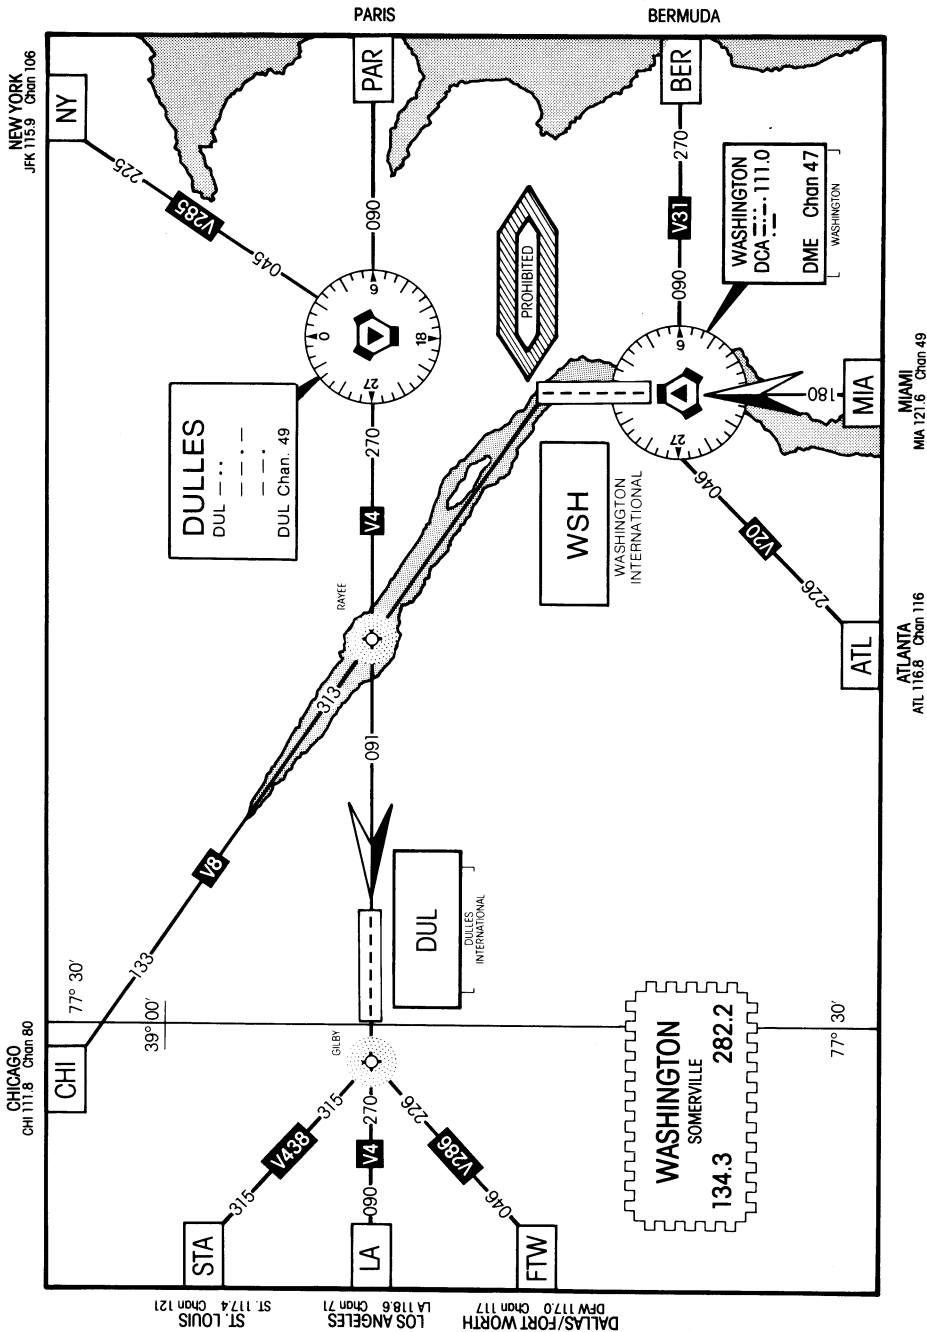 PARIS
BERMUDA
NEW YORK
JFK 115.9 Chan 106
NY
PAR
BER
225
V285
045
090
270
V31
090
WASHINGTON
DCA 111.0
DME Chan 47
WASHINGTON
PROHIBITED
0
6
18
27
6
27
DULLES
DUL
DUL Chan. 49
270
V4
RAYEE
MIA
180
MIAMI
MIA 121.6 Chan 49
WSH
WASHINGTON
INTERNATIONAL
046
V20
226
ATL
ATLANTA
ATL 116.8 Chan 116
313
V8
133
091
DUL
DULLES
INTERNATIONAL
CHICAGO
CHI 111.8 Chan 80
CHI
77° 30′
39° 00′
GILBY
77° 30′
315
V438
315
270
V4
090
226
V286
046
STA
LA
FTW
WASHINGTON
SOMERVILLE
134.3 282.2
ST. LOUIS
ST. 117.4 Chan 121
LOS ANGELES
LA 118.6 Chan 71
DALLAS/FORT WORTH
DFW 117.0 Chan 117